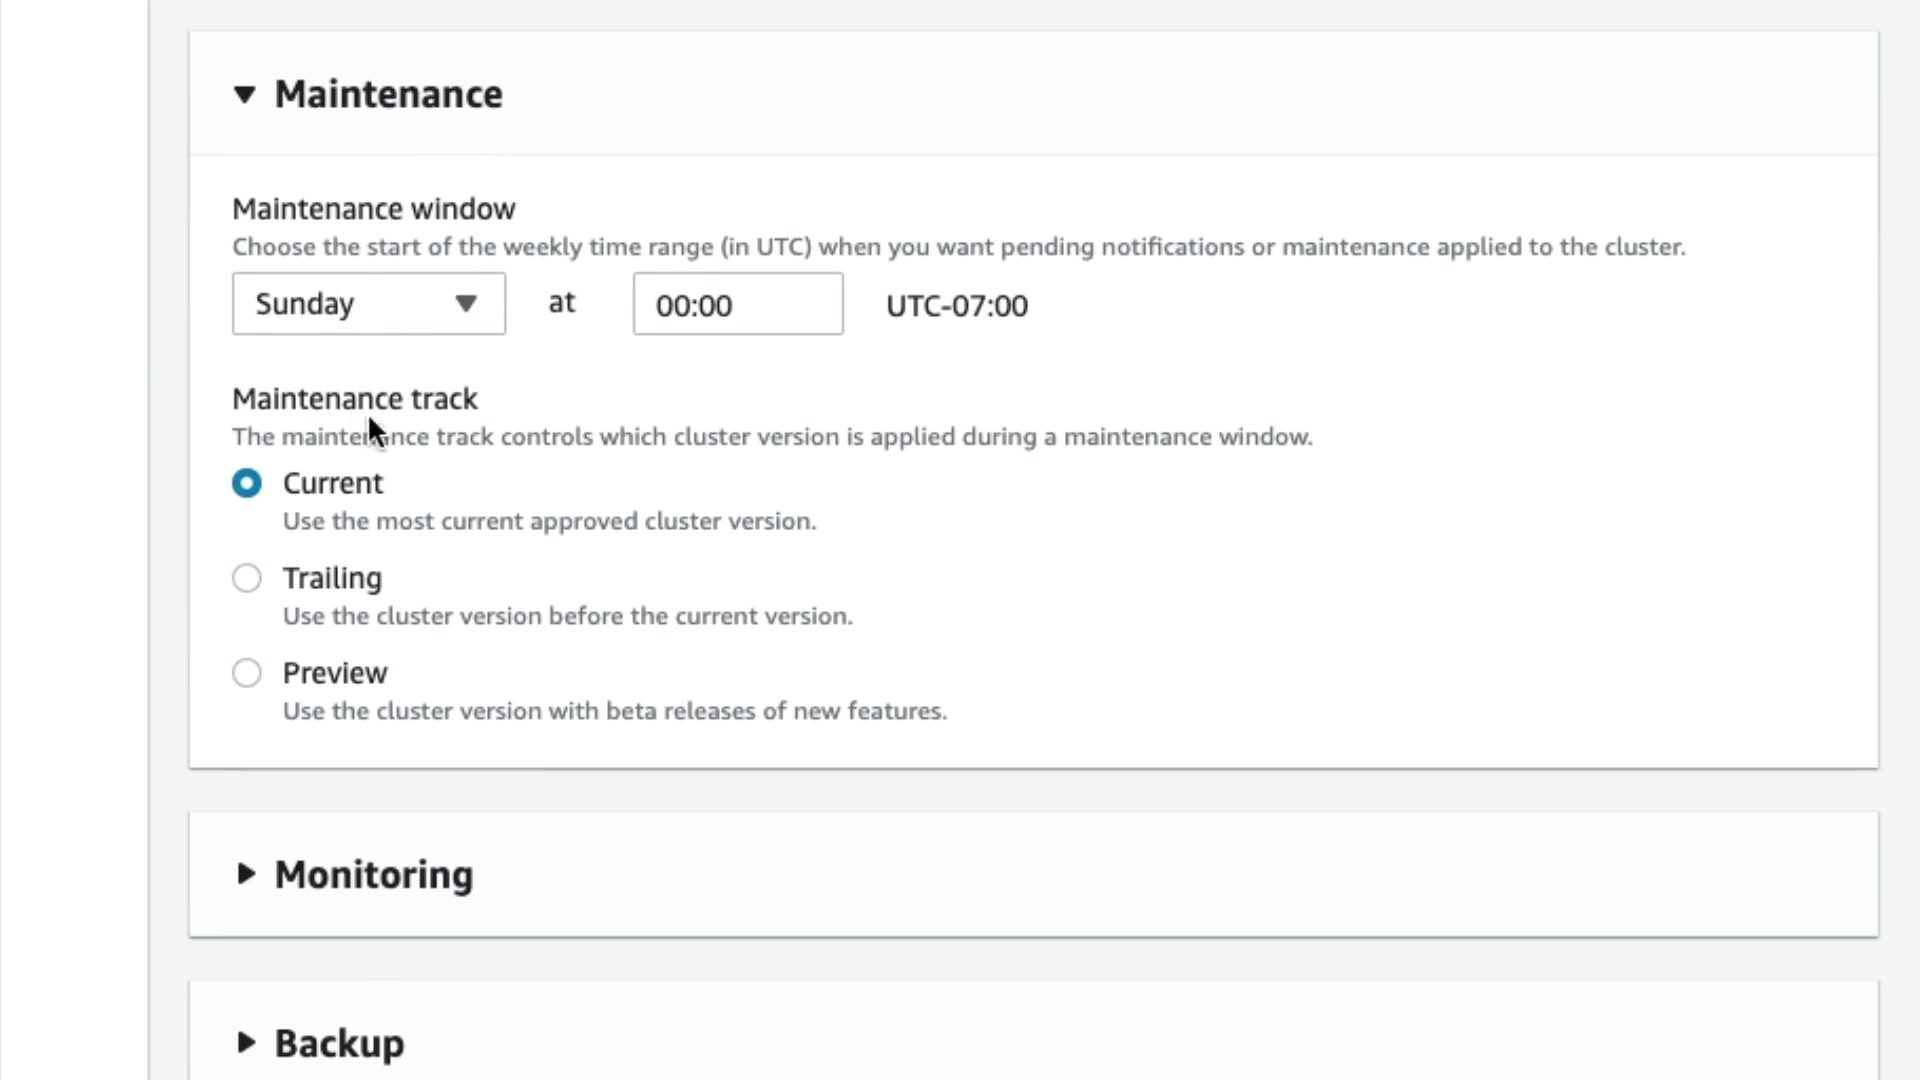 Maintenance
Maintenance window
Choose the start of the weekly time range (in UTC) when you want pending notifications or maintenance applied to the cluster.
Sunday at 00:00 UTC-07:00
Maintenance track
The maintenance track controls which cluster version is applied during a maintenance window.
Current
Use the most current approved cluster version.
Trailing
Use the cluster version before the current version.
Preview
Use the cluster version with beta releases of new features.
Monitoring
Backup